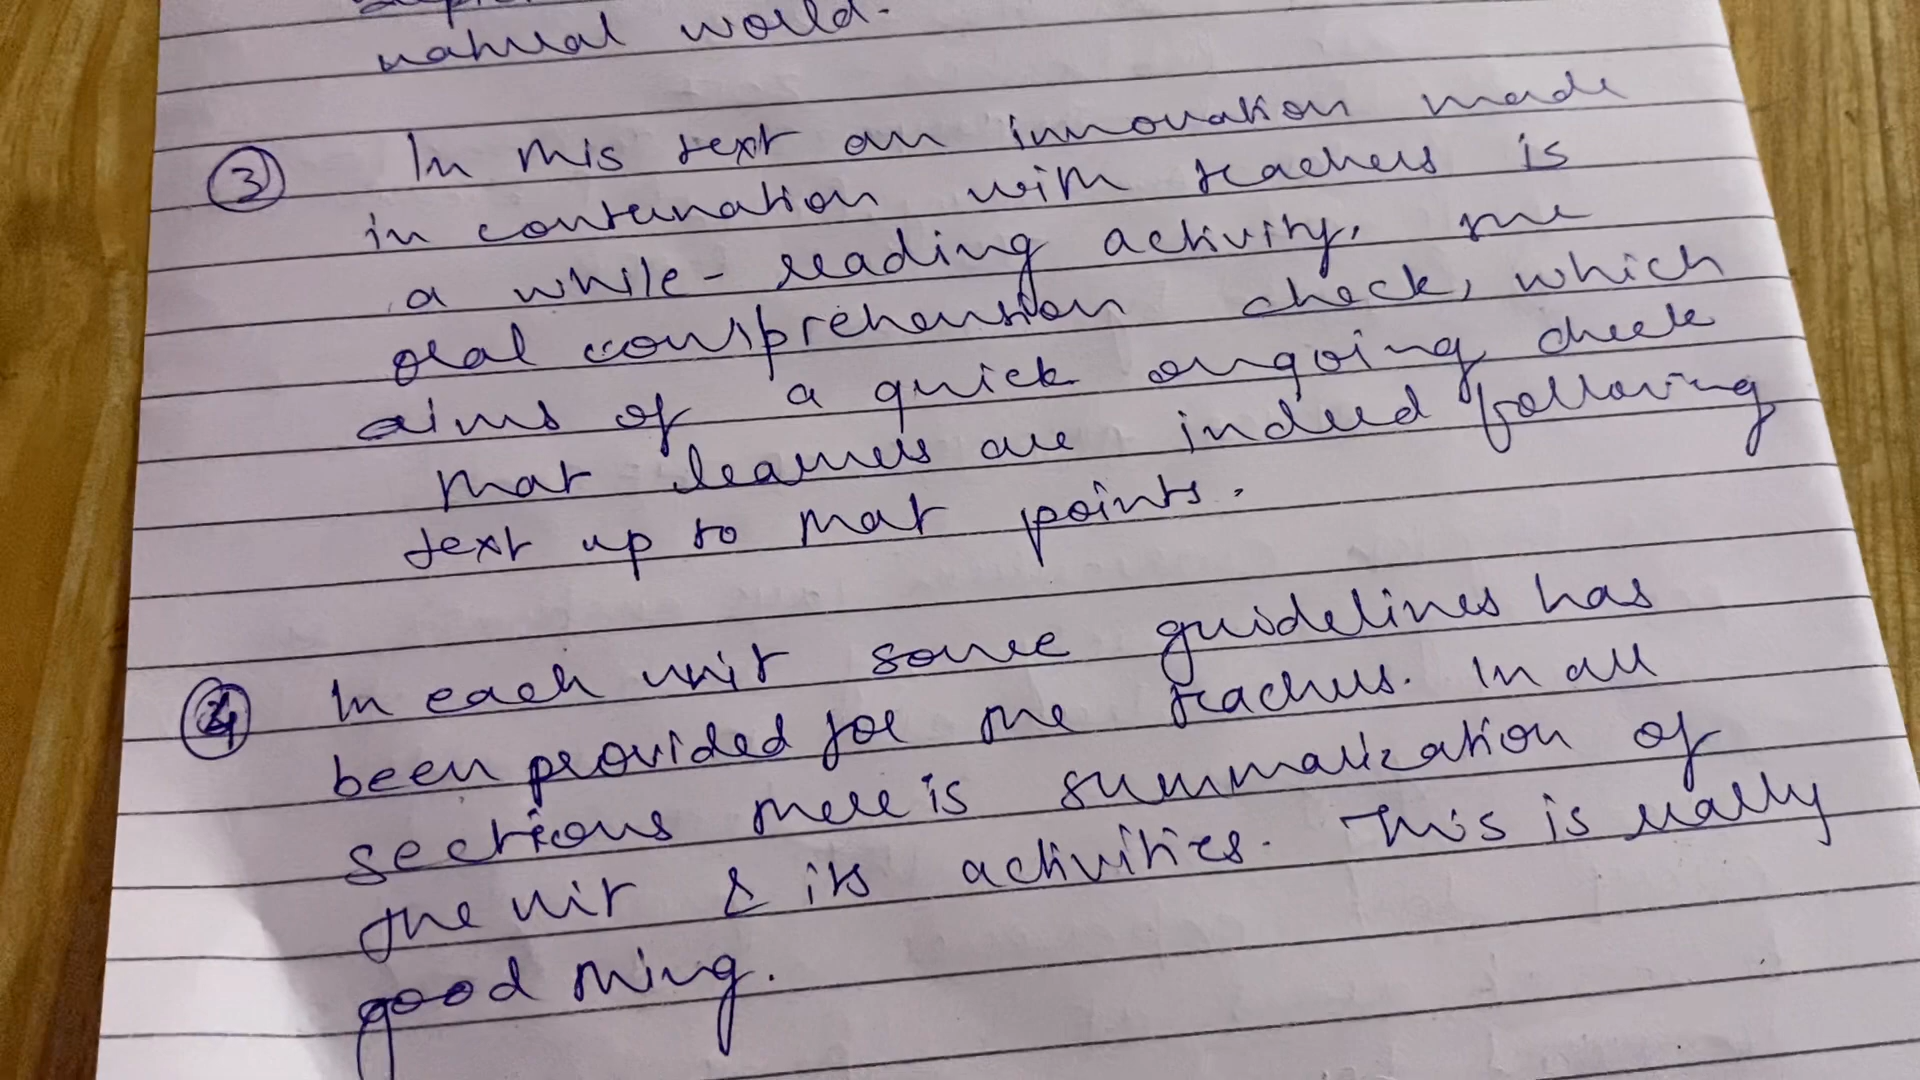 natural world.
③ In this text an innovation made
in contenation with teachers is
a while-reading activity, the
oral comprehension check, which
aims of a quick ongoing check
that learners are indeed following
text up to that points.
④ In each unit some guidelines has
been provided for the teachers. In all
sections there is summarization of
the unit & its activities. This is really
good thing.